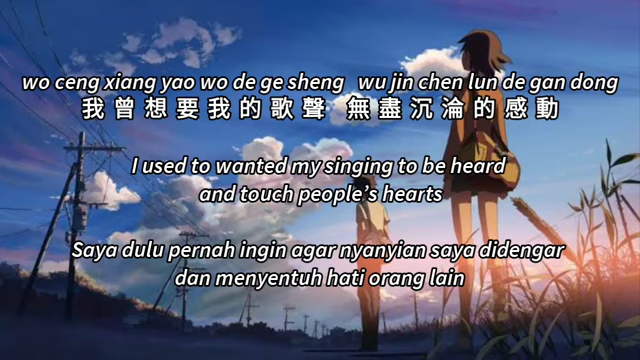 wo ceng xiang yao wo de ge sheng wu jin chen lun de gan dong
我曾想要我的歌聲 無盡沉淪的感動
I used to wanted my singing to be heard
and touch people's hearts
Saya dulu pernah ingin agar nyanyian saya didengar
dan menyentuh hati orang lain